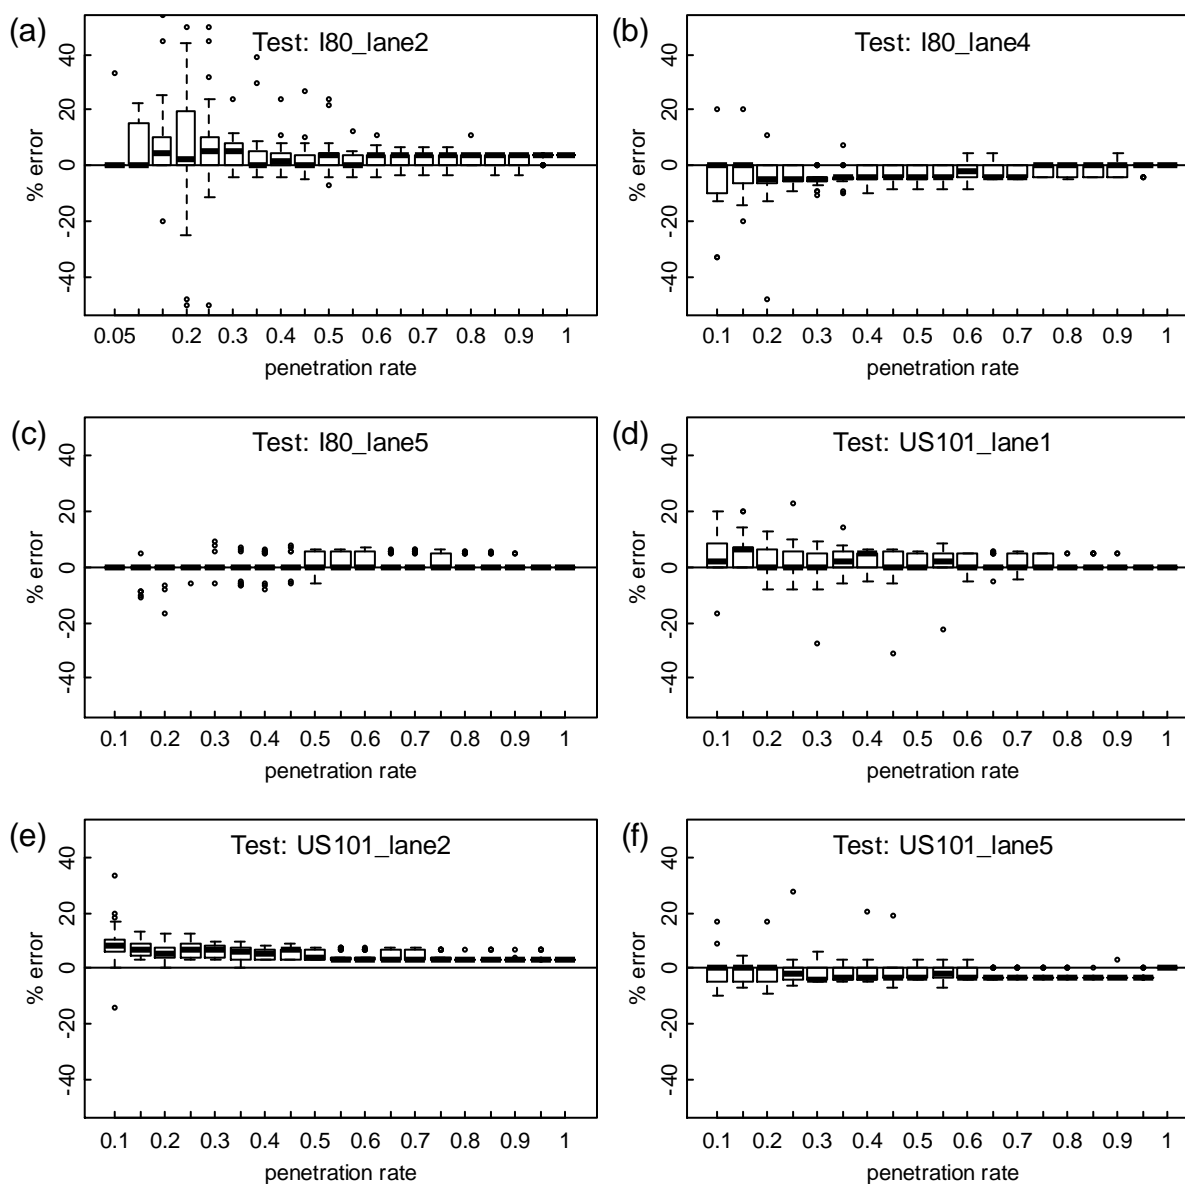 (a)
Test: I80_lane2
% error
40
20
0
-20
-40
0.05 0.2 0.3 0.4 0.5 0.6 0.7 0.8 0.9 1
penetration rate
(b)
Test: I80_lane4
% error
40
20
0
-20
-40
0.1 0.2 0.3 0.4 0.5 0.6 0.7 0.8 0.9 1
penetration rate
(c)
Test: I80_lane5
% error
40
20
0
-20
-40
0.1 0.2 0.3 0.4 0.5 0.6 0.7 0.8 0.9 1
penetration rate
(d)
Test: US101_lane1
% error
40
20
0
-20
-40
0.1 0.2 0.3 0.4 0.5 0.6 0.7 0.8 0.9 1
penetration rate
(e)
Test: US101_lane2
% error
40
20
0
-20
-40
0.1 0.2 0.3 0.4 0.5 0.6 0.7 0.8 0.9 1
penetration rate
(f)
Test: US101_lane5
% error
40
20
0
-20
-40
0.1 0.2 0.3 0.4 0.5 0.6 0.7 0.8 0.9 1
penetration rate